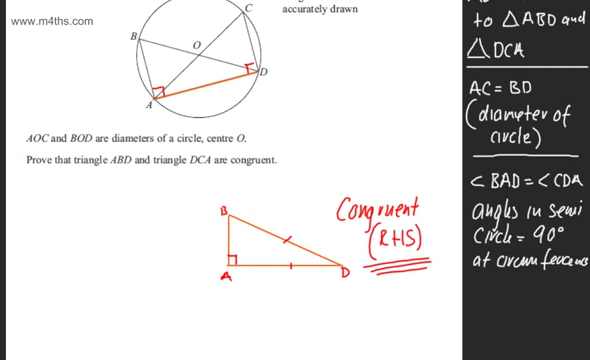 www.m4ths.com
accurately drawn
C
B
O
D
A
AOC and BOD are diameters of a circle, centre O.
Prove that triangle ABD and triangle DCA are congruent.
B
A
D
Congruent
(RHS)
to △ABD and
△DCA
AC = BD
(diameter of
circle)
∠BAD = ∠CDA
angles in semi
circle = 90°
at circumference